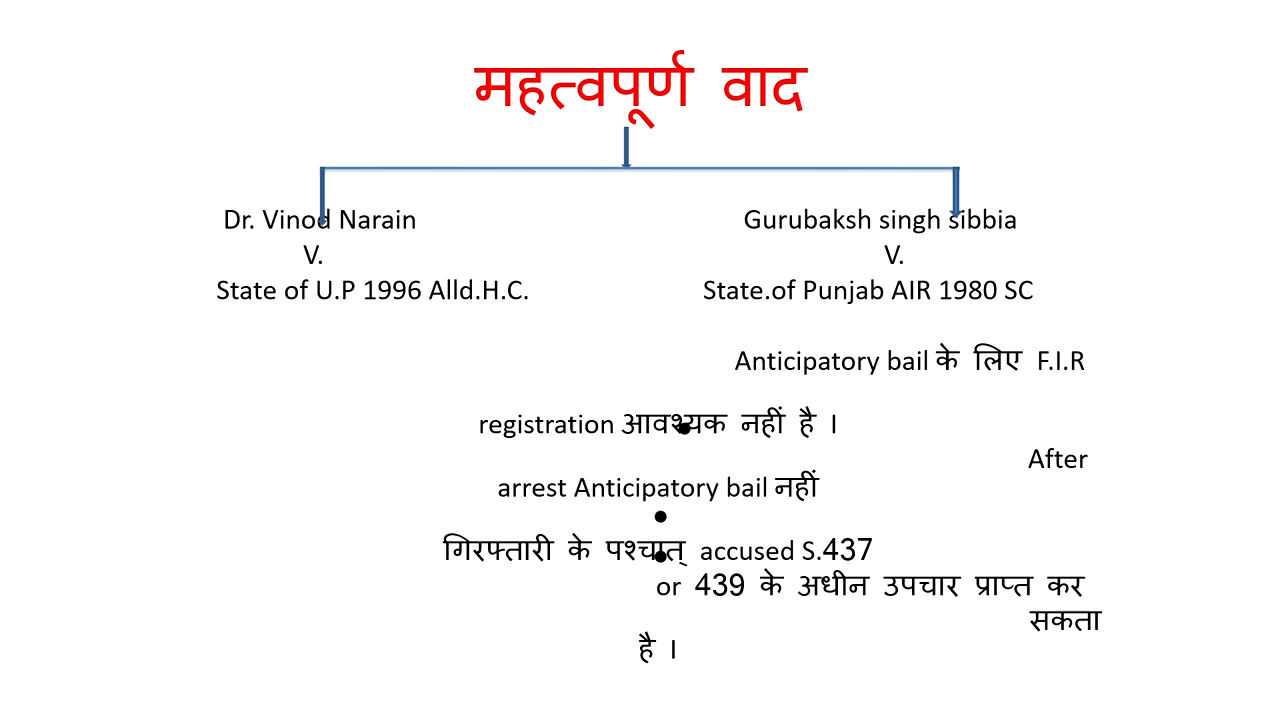 महत्वपूर्ण वाद
Dr. Vinod Narain
V.
State of U.P 1996 Alld.H.C.
Gurubaksh singh sibbia
V.
State.of Punjab AIR 1980 SC
Anticipatory bail के लिए F.I.R
registration आवश्यक नहीं है ।
After
arrest Anticipatory bail नहीं
गिरफ्तारी के पश्चात् accused S.437
or 439 के अधीन उपचार प्राप्त कर
सकता
है ।